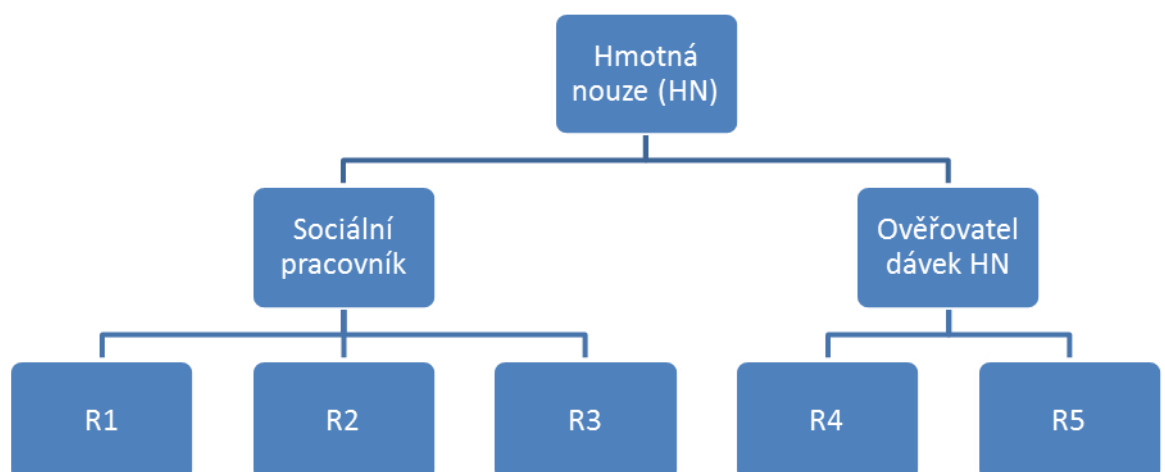 Hmotná
nouze (HN)
Sociální
pracovník
Ověřovatel
dávek HN
R1
R2
R3
R4
R5